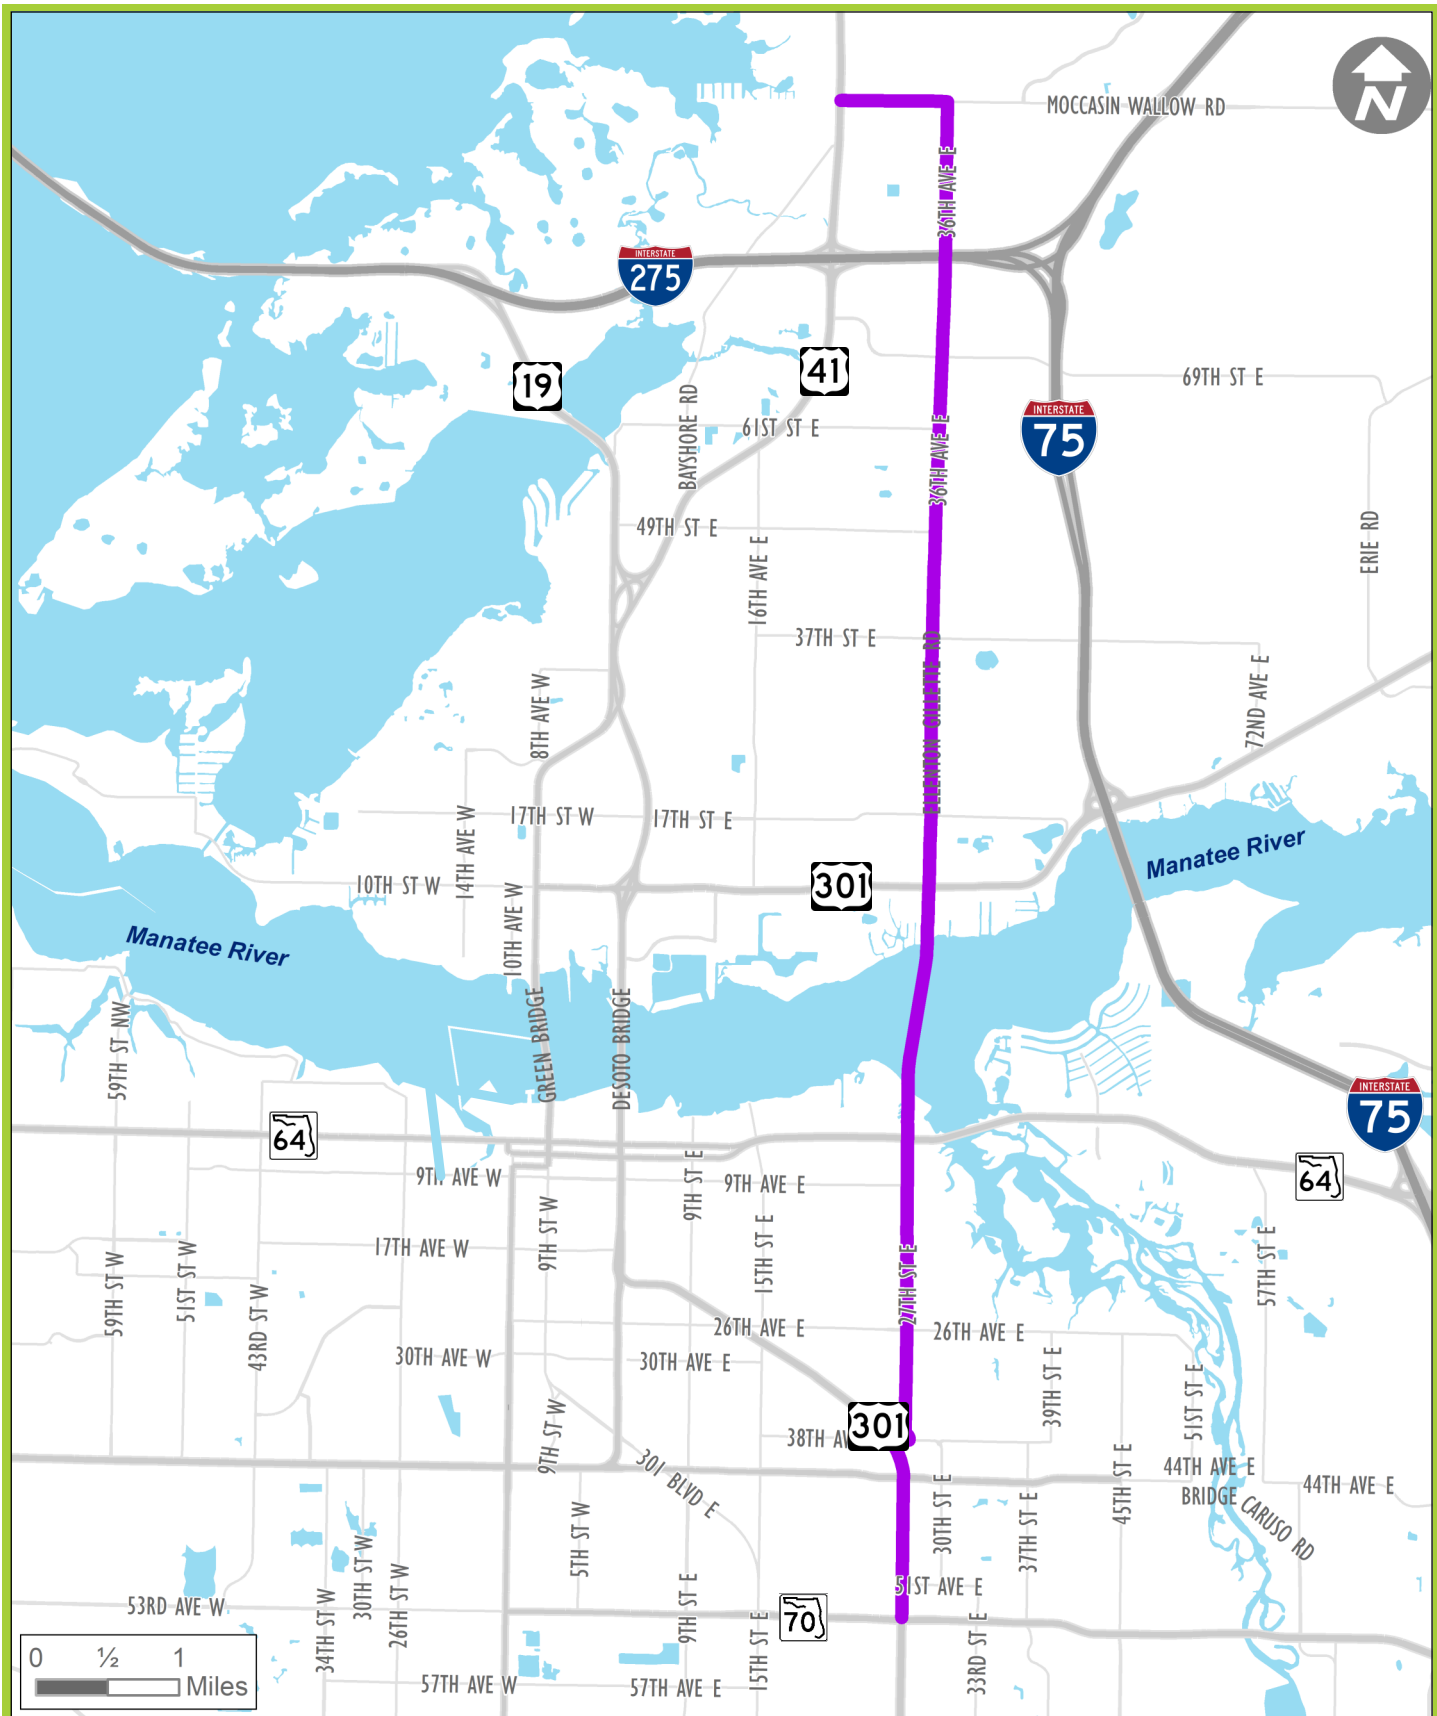 N
MOCCASIN WALLOW RD
36TH AVE E
INTERSTATE
275
19
41
69TH ST E
BAYSHORE RD
61ST ST E
INTERSTATE
75
36TH AVE E
49TH ST E
ERIE RD
16TH AVE E
37TH ST E
ELLENTON GILLETTE RD
8TH AVE W
72ND AVE E
17TH ST W
17TH ST E
14TH AVE W
Manatee River
10TH ST W
301
10TH AVE W
Manatee River
GREEN BRIDGE
DESOTO BRIDGE
59TH ST NW
INTERSTATE
75
64
64
9TH AVE W
9TH ST E
9TH AVE E
17TH AVE W
9TH ST W
15TH ST E
27TH ST E
57TH ST E
59TH ST W
51ST ST W
43RD ST W
26TH AVE E
26TH AVE E
30TH AVE W
30TH AVE E
39TH ST E
51ST ST E
9TH ST W
38TH AV
301
301 BLVD E
44TH AVE E
BRIDGE
44TH AVE E
45TH ST E
30TH ST E
37TH ST E
CARUSO RD
5TH ST W
30TH ST W
26TH ST W
34TH ST W
51ST AVE E
53RD AVE W
9TH ST E
15TH ST E
70
33RD ST E
57TH AVE W
57TH AVE E
0 ½ 1
Miles